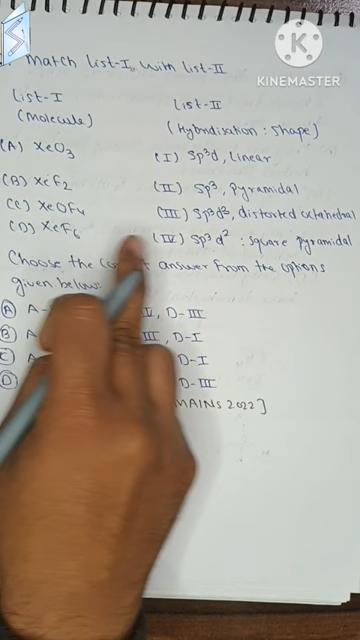 KINEMASTER
Match List-I, with List-II
List-I
(Molecule)
List-II
(Hybridisation : Shape)
(A) XeO3
(I) Sp³d, Linear
(B) XeF2
(II) Sp³, Pyramidal
(C) XeOF4
(III) Sp³d³, distorted octahedral
(D) XeF6
(IV) Sp³d² : Square Pyramidal
Choose the answer from the options
given below:
(A) A- IV, D-III
(B) A III, D-I
(C) A D-I
(D) D-III
MAINS 2022]